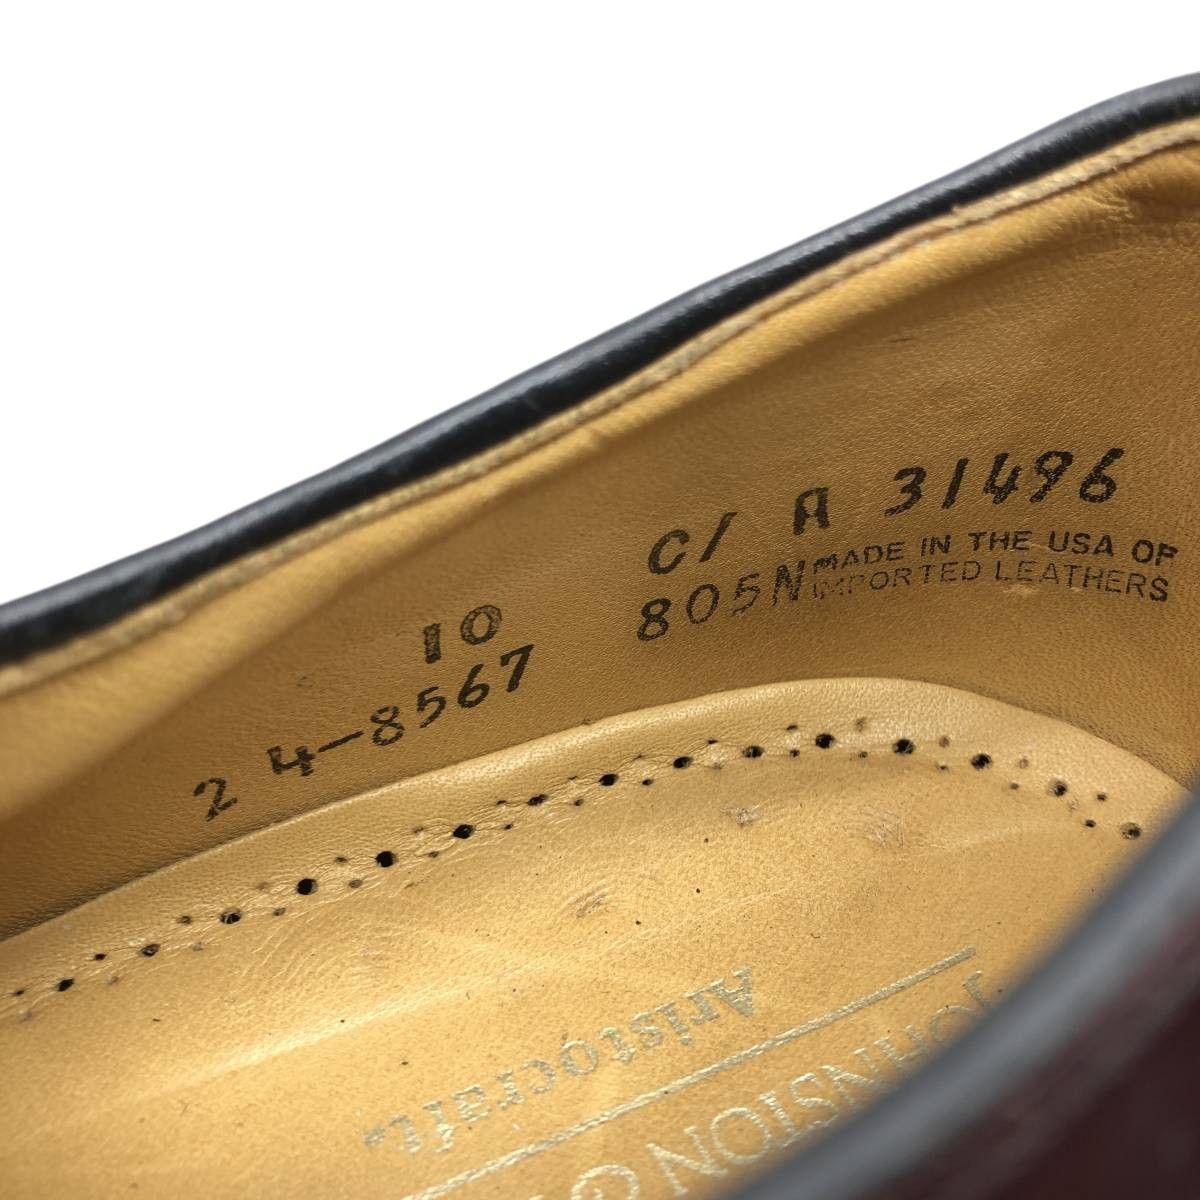 C/ A 31496
805N MADE IN THE USA OF
IMPORTED LEATHERS
10
2 4-8567
JOHNSTON &
Aristocraft.